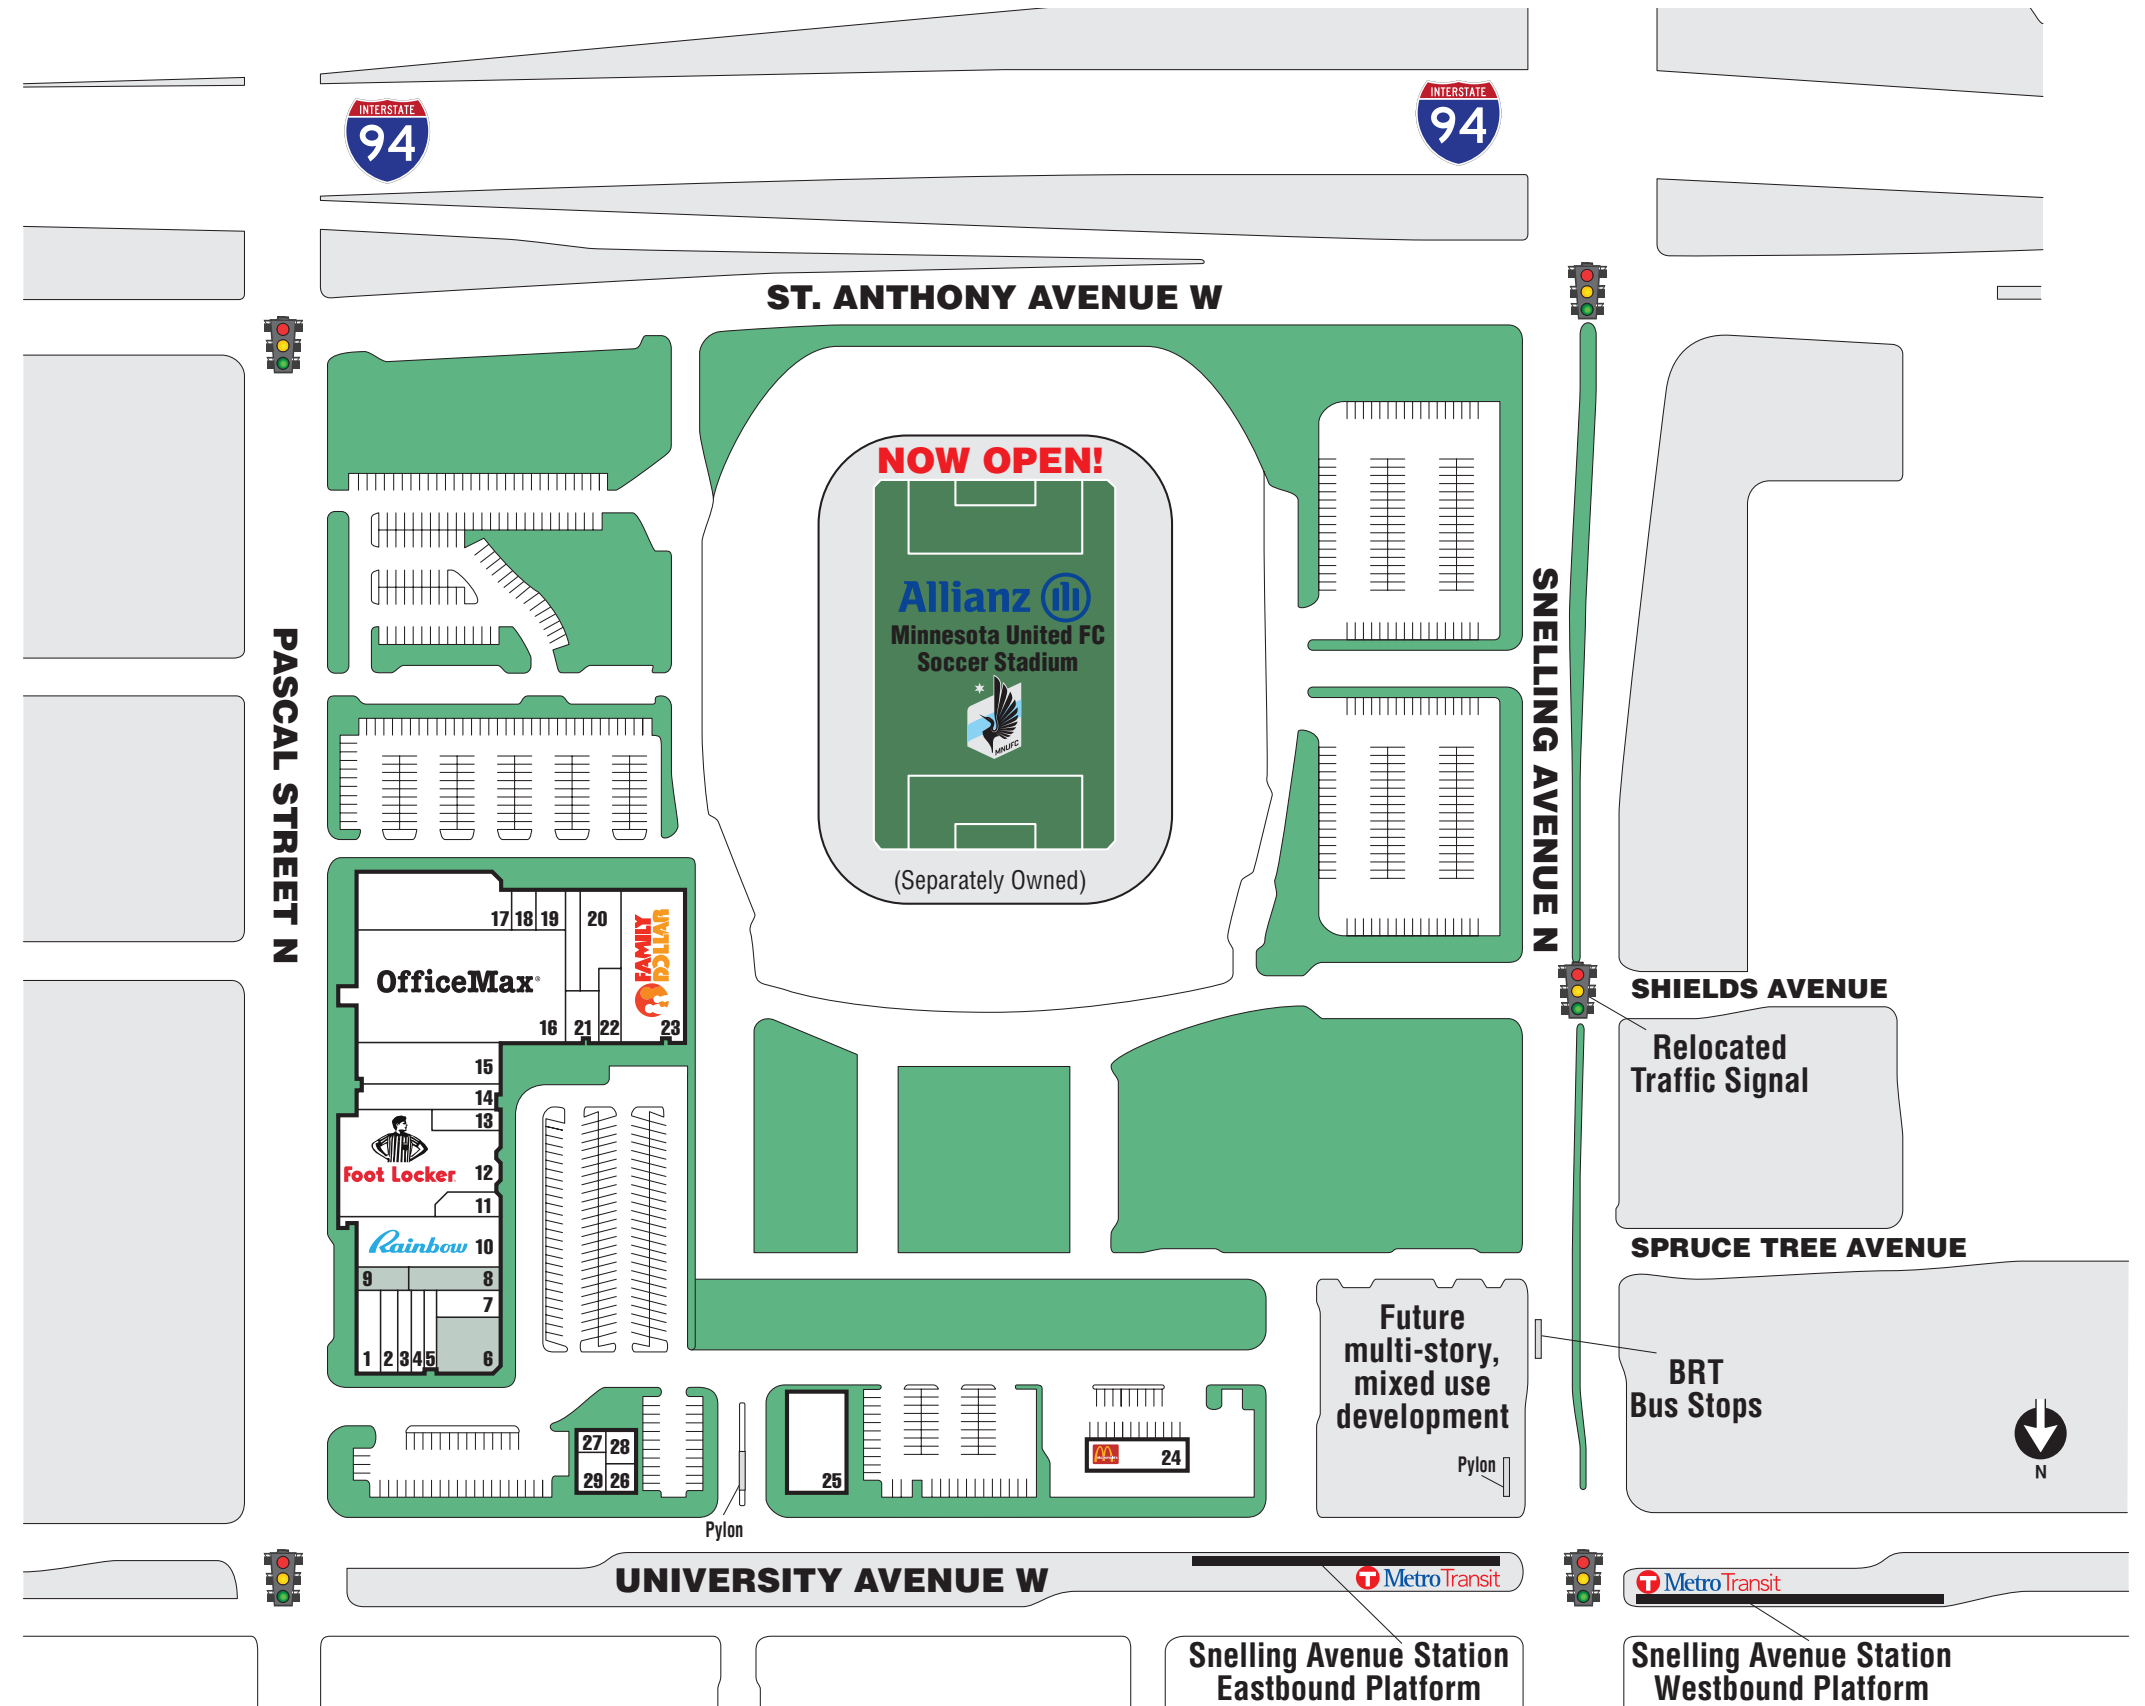 INTERSTATE
94
INTERSTATE
94
ST. ANTHONY AVENUE W
NOW OPEN!
Allianz
Minnesota United FC
Soccer Stadium
MNUFC
(Separately Owned)
PASCAL STREET N
SNELLING AVENUE N
17 18 19 20
FAMILY
DOLLAR
OfficeMax®
16 21 22 23
15
14
13
Foot Locker
12
11
Rainbow 10
9 8
7
1 2 3 4 5 6
SHIELDS AVENUE
Relocated
Traffic Signal
SPRUCE TREE AVENUE
Future
multi-story,
mixed use
development
Pylon
BRT
Bus Stops
N
27 28
29 26
25
24
Pylon
UNIVERSITY AVENUE W
MetroTransit
MetroTransit
Snelling Avenue Station
Eastbound Platform
Snelling Avenue Station
Westbound Platform